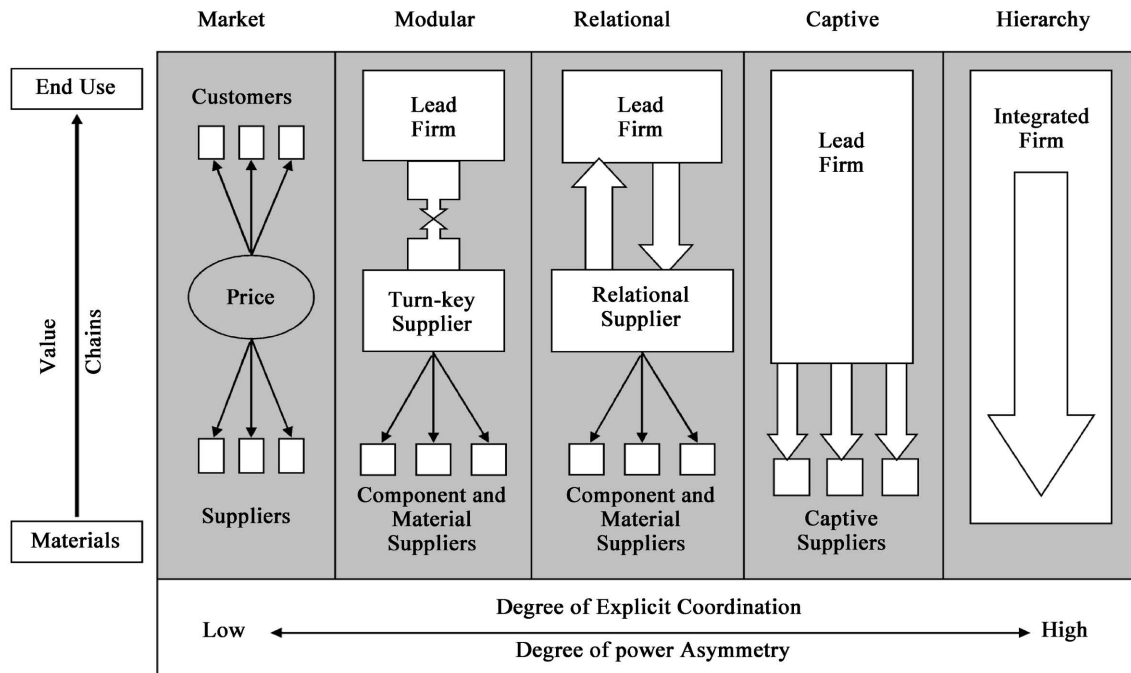 Market
Modular
Relational
Captive
Hierarchy
End Use
Value
Chains
Materials
Customers
Price
Suppliers
Lead
Firm
Turn-key
Supplier
Component and
Material
Suppliers
Lead
Firm
Relational
Supplier
Component and
Material
Suppliers
Lead
Firm
Captive
Suppliers
Integrated
Firm
Degree of Explicit Coordination
Low
High
Degree of power Asymmetry